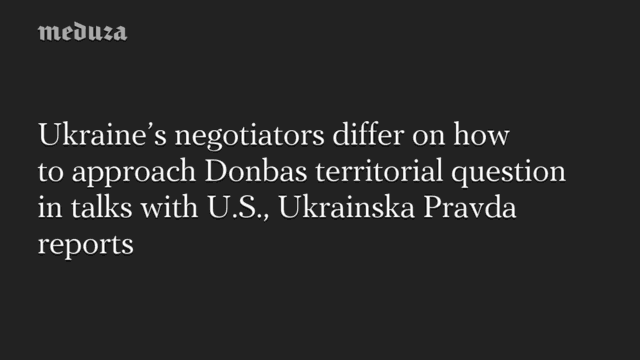 meduza
Ukraine’s negotiators differ on how
to approach Donbas territorial question
in talks with U.S., Ukrainska Pravda
reports